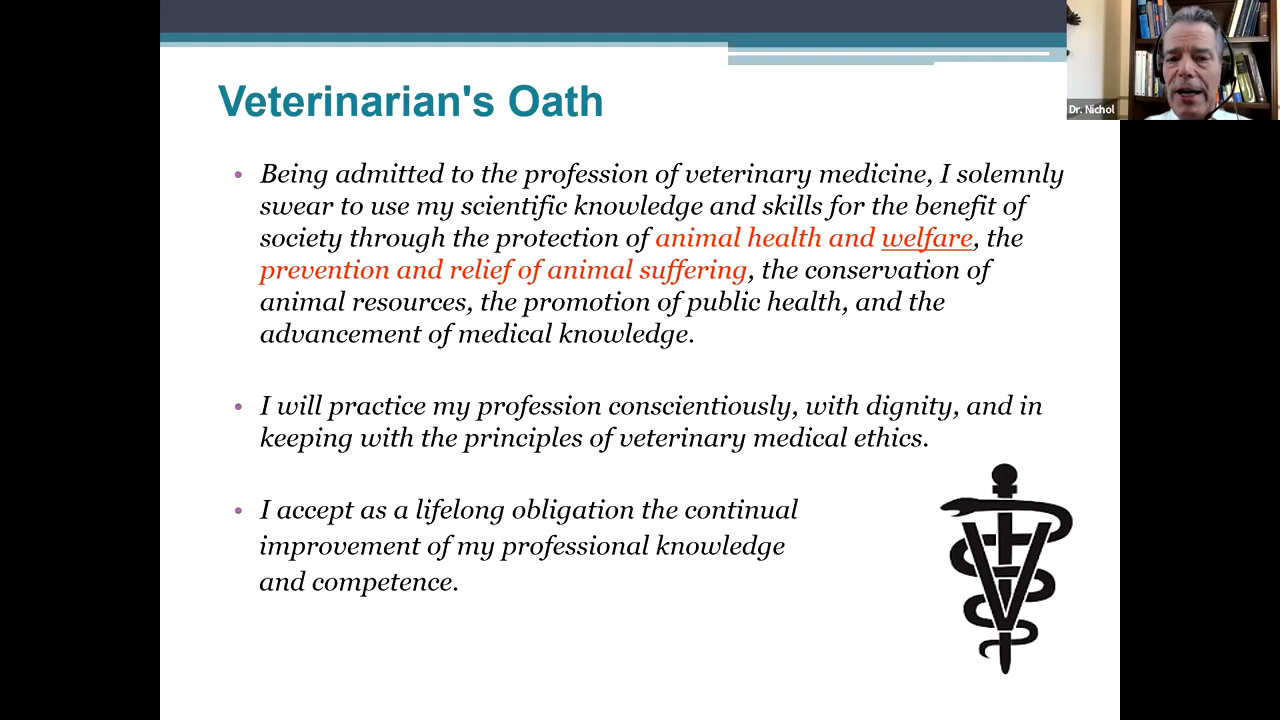 Veterinarian's Oath
Dr. Nichol
• Being admitted to the profession of veterinary medicine, I solemnly
swear to use my scientific knowledge and skills for the benefit of
society through the protection of animal health and welfare, the
prevention and relief of animal suffering, the conservation of
animal resources, the promotion of public health, and the
advancement of medical knowledge.
• I will practice my profession conscientiously, with dignity, and in
keeping with the principles of veterinary medical ethics.
• I accept as a lifelong obligation the continual
improvement of my professional knowledge
and competence.